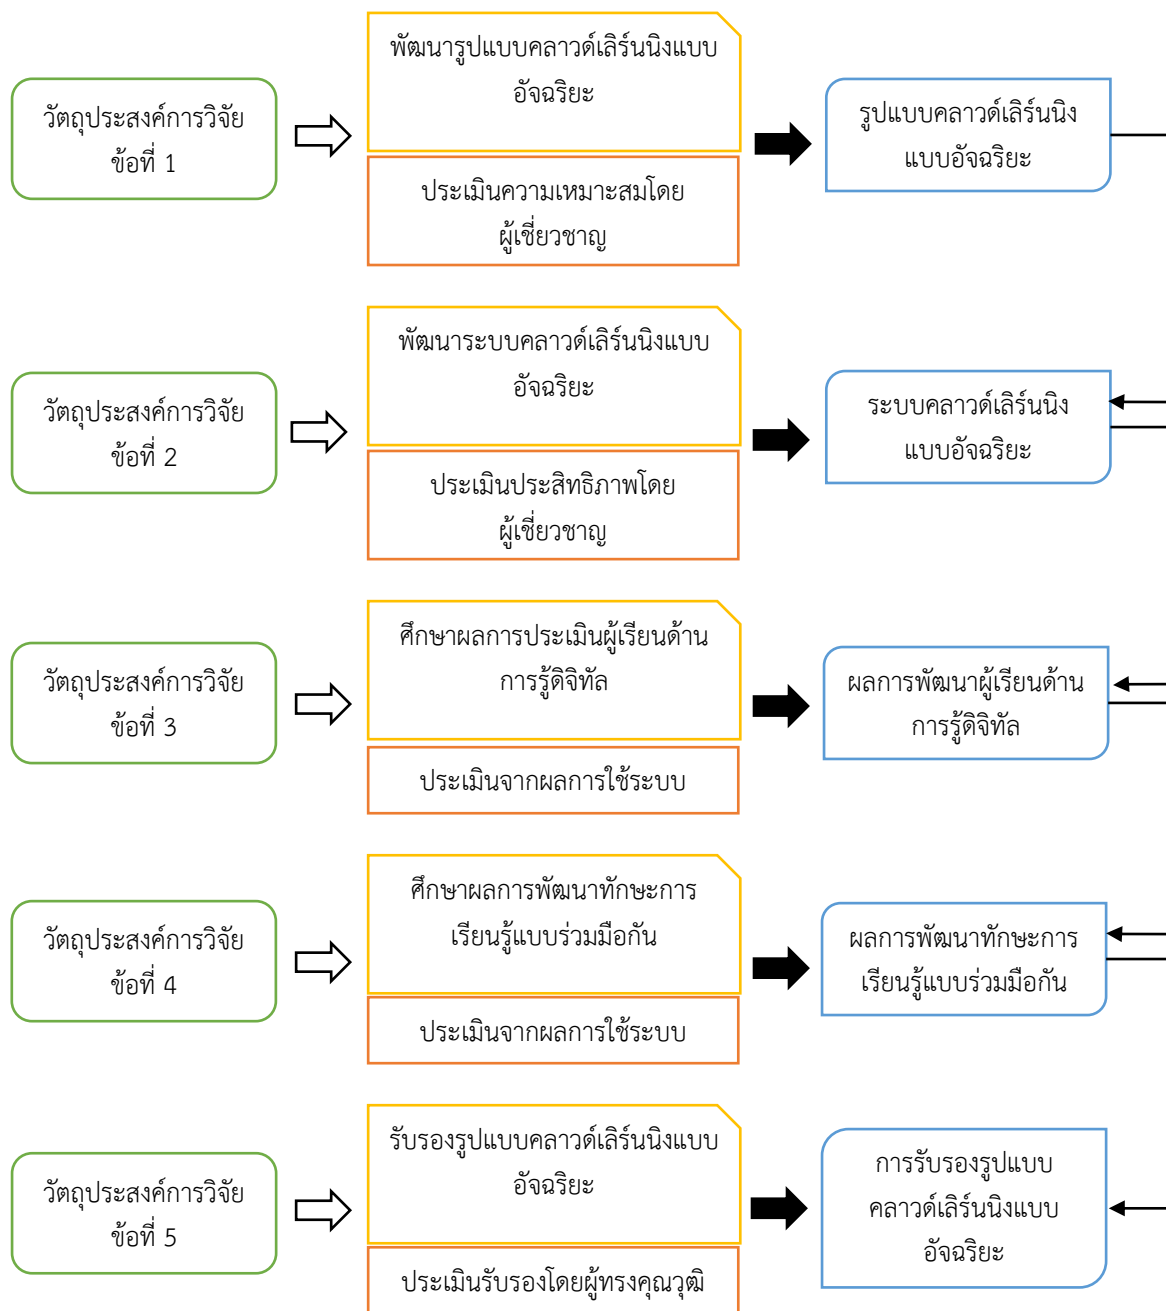 วัตถุประสงค์การวิจัย
ข้อที่ 1
พัฒนารูปแบบคลาวด์เลิร์นนิงแบบ
อัจฉริยะ
ประเมินความเหมาะสมโดย
ผู้เชี่ยวชาญ
รูปแบบคลาวด์เลิร์นนิง
แบบอัจฉริยะ
วัตถุประสงค์การวิจัย
ข้อที่ 2
พัฒนาระบบคลาวด์เลิร์นนิงแบบ
อัจฉริยะ
ประเมินประสิทธิภาพโดย
ผู้เชี่ยวชาญ
ระบบคลาวด์เลิร์นนิง
แบบอัจฉริยะ
วัตถุประสงค์การวิจัย
ข้อที่ 3
ศึกษาผลการประเมินผู้เรียนด้าน
การรู้ดิจิทัล
ประเมินจากผลการใช้ระบบ
ผลการพัฒนาผู้เรียนด้าน
การรู้ดิจิทัล
วัตถุประสงค์การวิจัย
ข้อที่ 4
ศึกษาผลการพัฒนาทักษะการ
เรียนรู้แบบร่วมมือกัน
ประเมินจากผลการใช้ระบบ
ผลการพัฒนาทักษะการ
เรียนรู้แบบร่วมมือกัน
วัตถุประสงค์การวิจัย
ข้อที่ 5
รับรองรูปแบบคลาวด์เลิร์นนิงแบบ
อัจฉริยะ
ประเมินรับรองโดยผู้ทรงคุณวุฒิ
การรับรองรูปแบบ
คลาวด์เลิร์นนิงแบบ
อัจฉริยะ